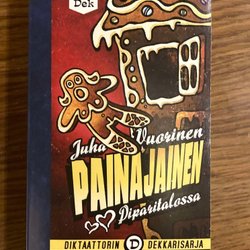 Dek
Juha Vuorinen
PAINAJAINEN
Piparitalossa
DIKTAATTORIN D DEKKARISARJA